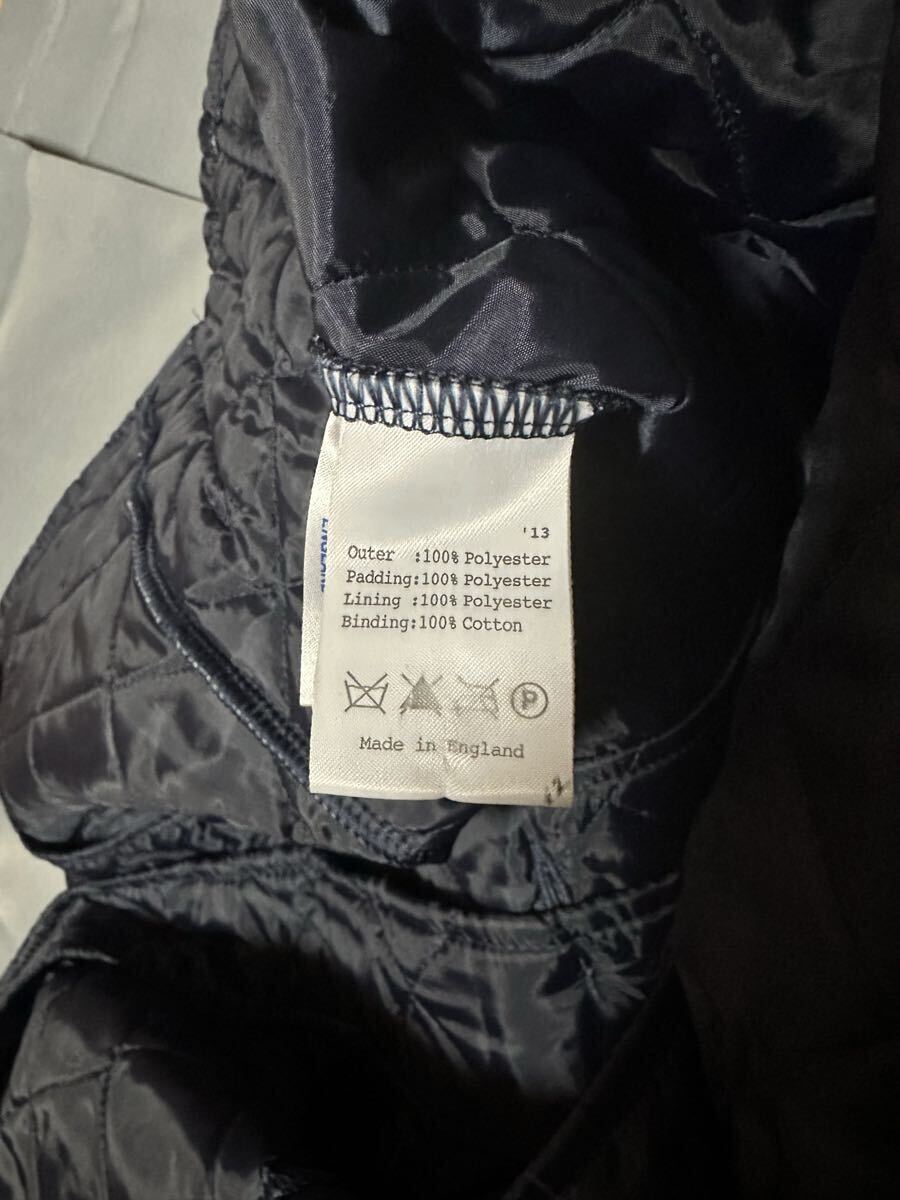 '13
Outer :100% Polyester
Padding:100% Polyester
Lining :100% Polyester
Binding:100% Cotton
P
Made in England